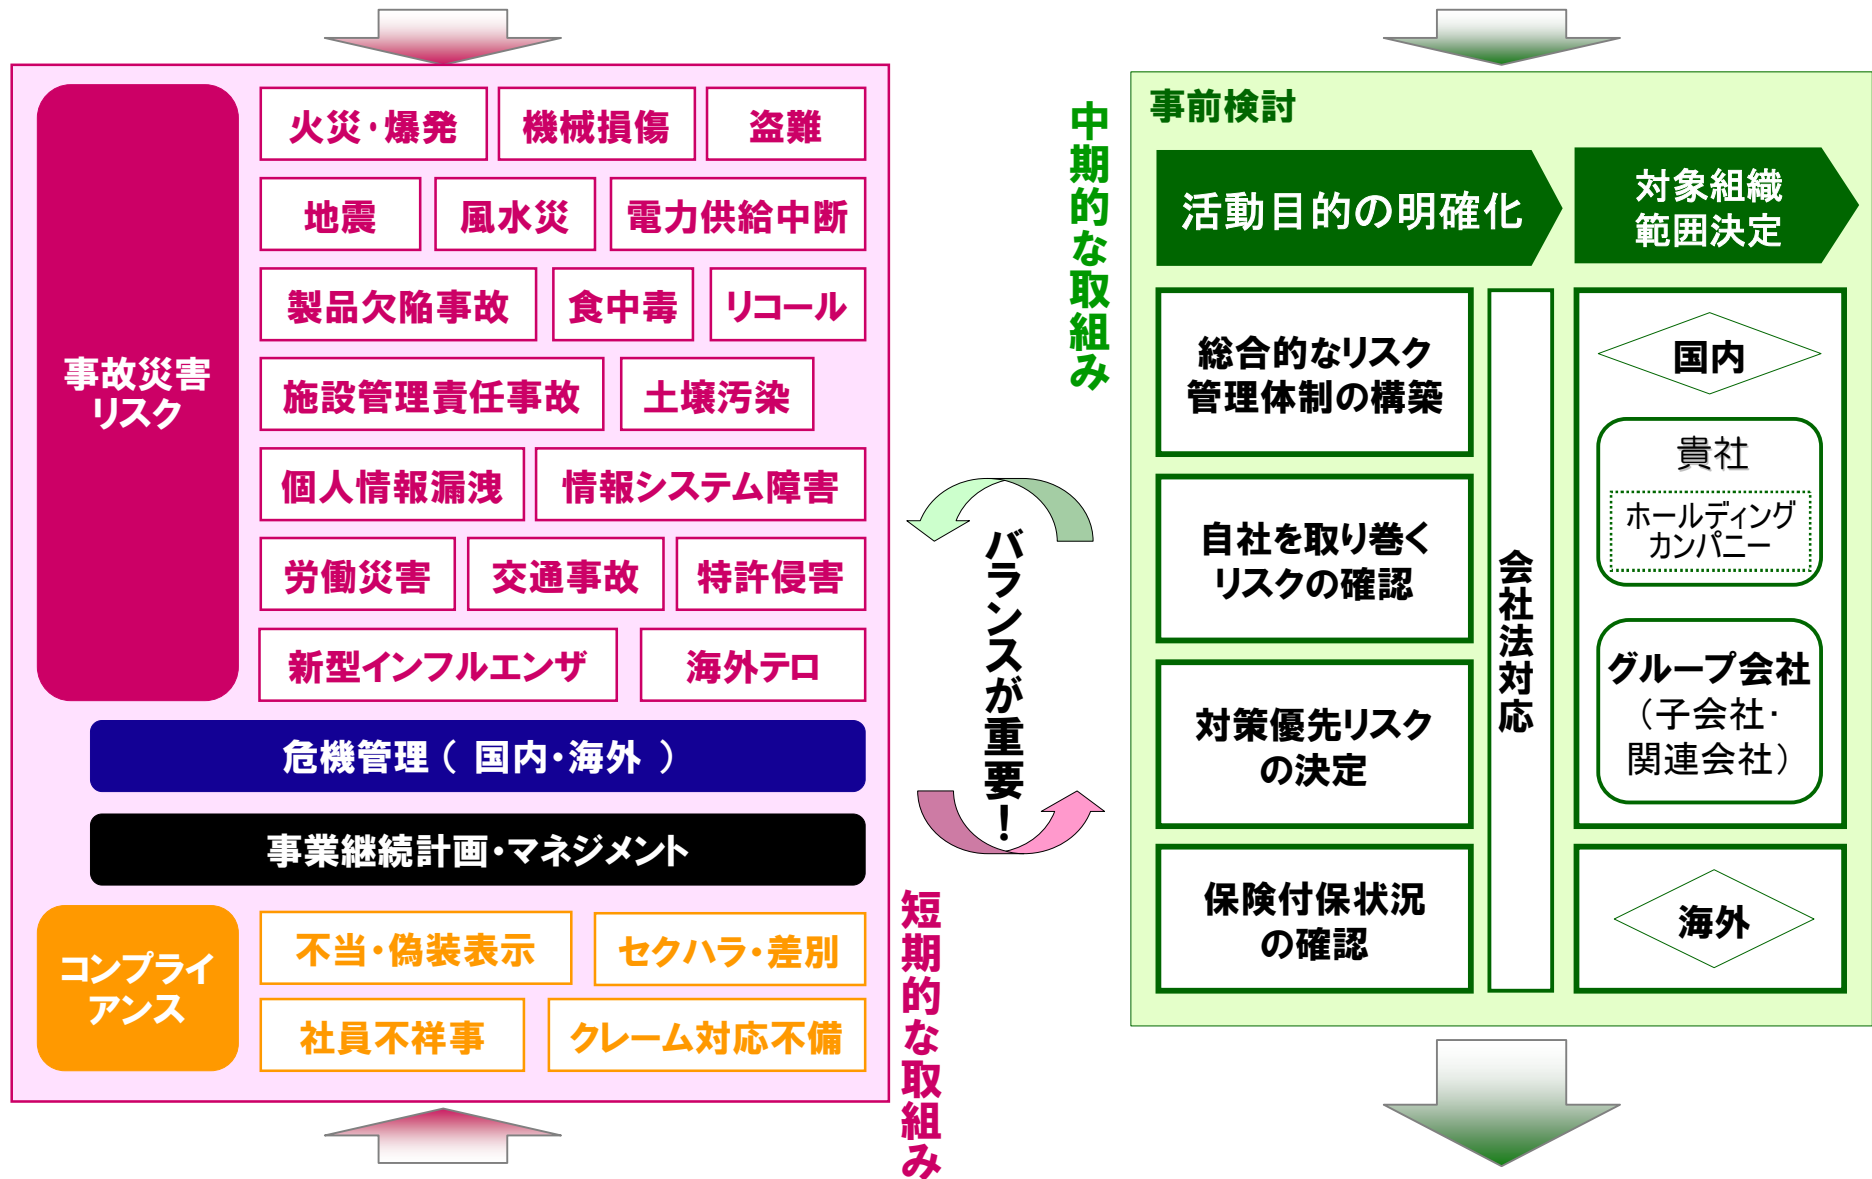 事故災害
リスク
火災・爆発
機械損傷
盗難
地震
風水災
電力供給中断
製品欠陥事故
食中毒
リコール
施設管理責任事故
土壌汚染
個人情報漏洩
情報システム障害
労働災害
交通事故
特許侵害
新型インフルエンザ
海外テロ
危機管理（ 国内・海外 ）
事業継続計画・マネジメント
コンプライ
アンス
不当・偽装表示
セクハラ・差別
社員不祥事
クレーム対応不備
短期的な取組み
バランスが重要！
中期的な取組み
事前検討
活動目的の明確化
対象組織
範囲決定
総合的なリスク
管理体制の構築
自社を取り巻く
リスクの確認
対策優先リスク
の決定
保険付保状況
の確認
会社法対応
国内
貴社
ホールディング
カンパニー
グループ会社
（子会社・
関連会社）
海外